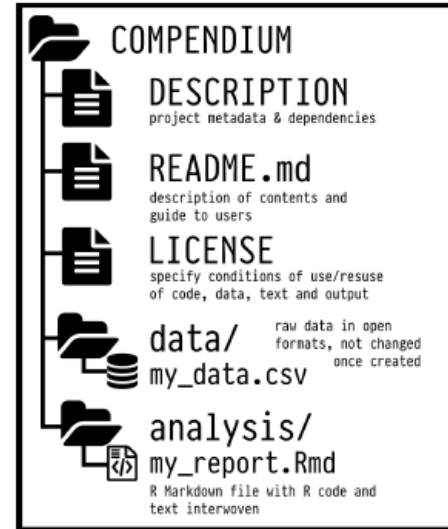 COMPENDIUM
DESCRIPTION
project metadata & dependencies
README.md
description of contents and
guide to users
LICENSE
specify conditions of use/resuse
of code, data, text and output
data/
raw data in open
formats, not changed
once created
my_data.csv
analysis/
my_report.Rmd
R Markdown file with R code and
text interwoven